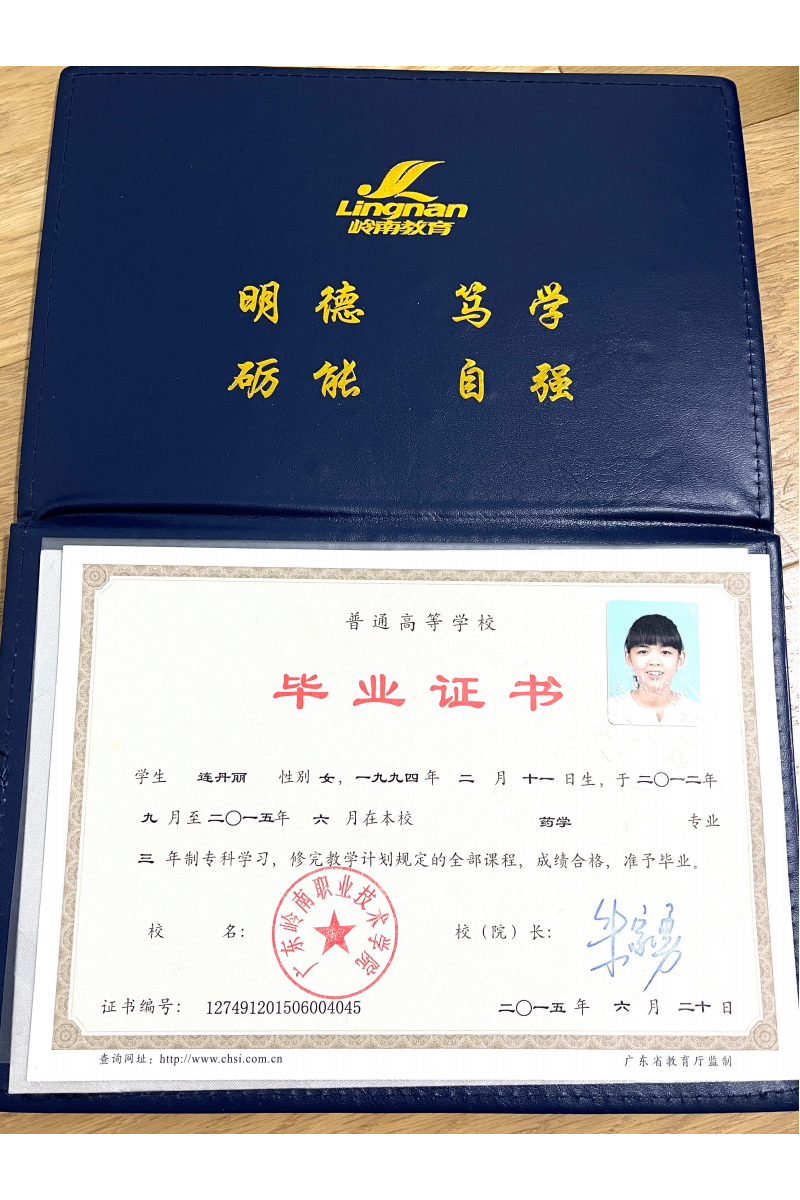 Lingnan
岭南教育
明德 笃学
砺能 自强
普通高等学校
毕业证书
学生 连丹丽 性别 女，一九九四年 二 月 十一 日生，于二〇一二年
九 月至二〇一五年 六 月在本校 药学 专业
三 年制专科学习，修完教学计划规定的全部课程，成绩合格，准予毕业。
校 名：
广东岭南职业技术学院
校（院）长：
证书编号： 127491201506004045
二〇一五年 六 月 二十 日
查询网址：http://www.chsi.com.cn
广东省教育厅监制